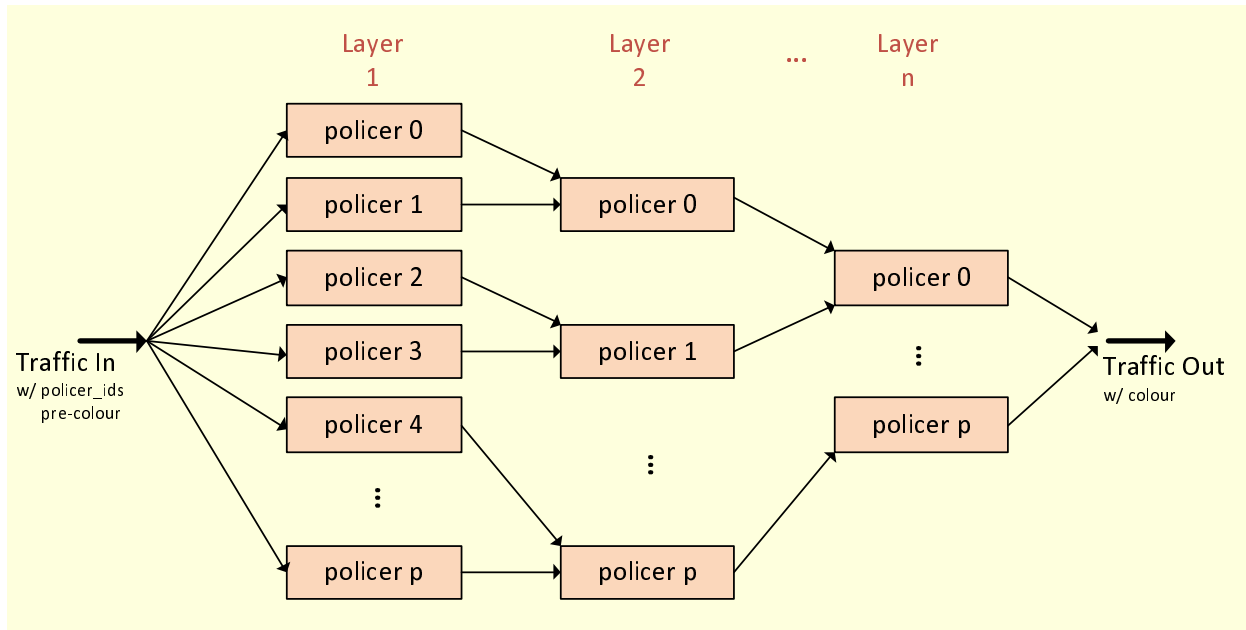 Layer
1
Layer
2
...
Layer
n
policer 0
policer 1
policer 2
policer 3
policer 4
...
policer p
policer 0
policer 1
...
policer p
policer 0
...
policer p
Traffic In
w/ policer_ids
pre-colour
Traffic Out
w/ colour